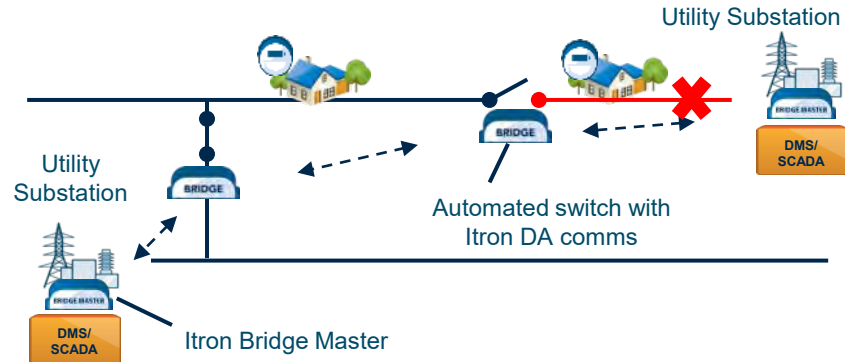 Utility Substation
BRIDGE MASTER
DMS/
SCADA
BRIDGE
Automated switch with
Itron DA comms
Utility
Substation
BRIDGE
BRIDGE MASTER
DMS/
SCADA
Itron Bridge Master